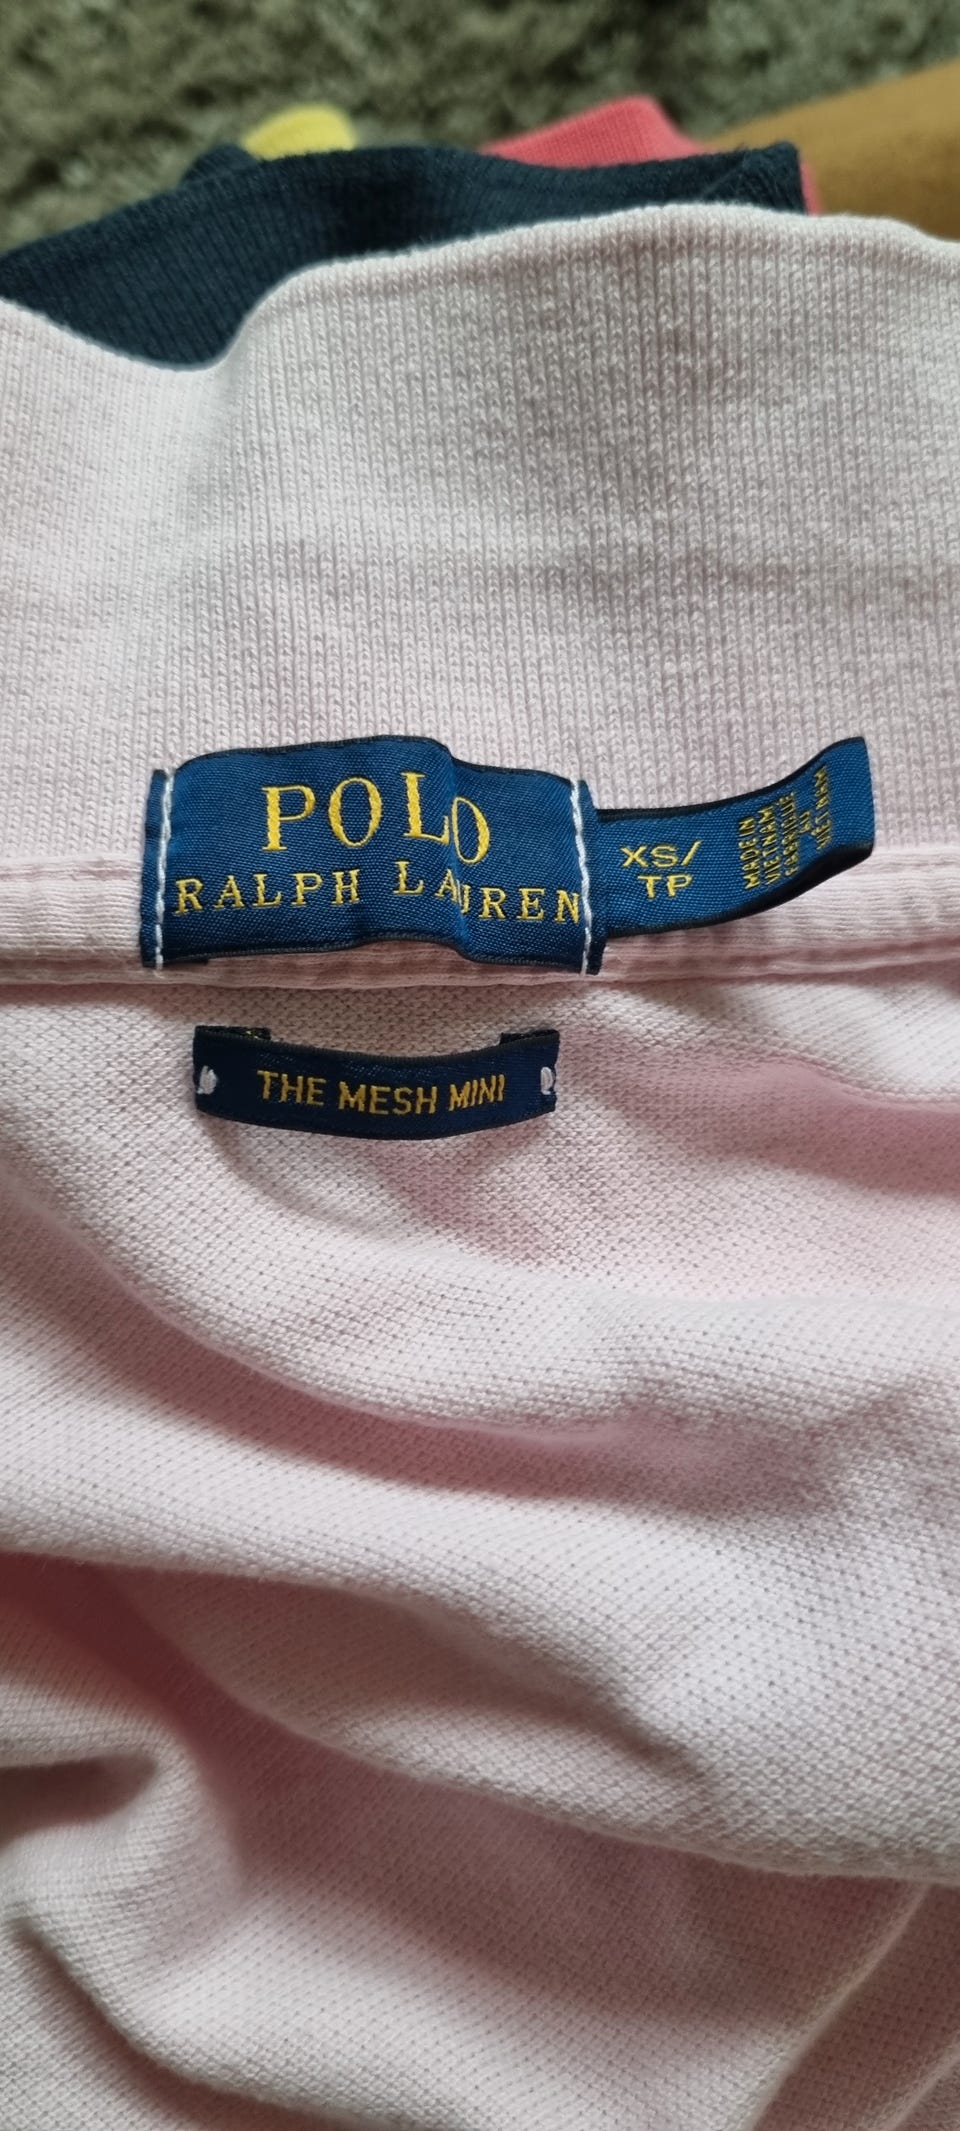 POLO
RALPH LAUREN
XS/
TP
MADE IN
VIETNAM
FABRIQUÉ
AU
VIETNAM
THE MESH MINI